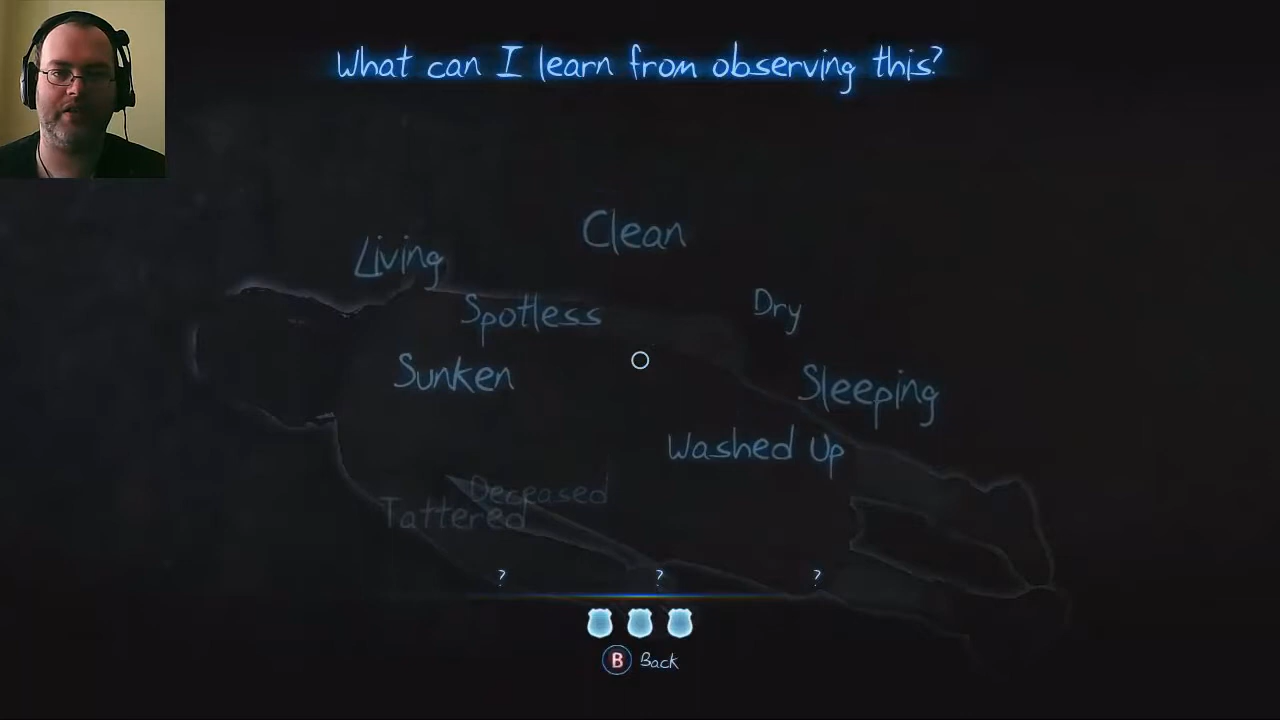 What can I learn from observing this?
Clean
Living
Dry
Spotless
Sunken
Sleeping
Washed Up
Deceased
Tattered
? ? ?
B Back